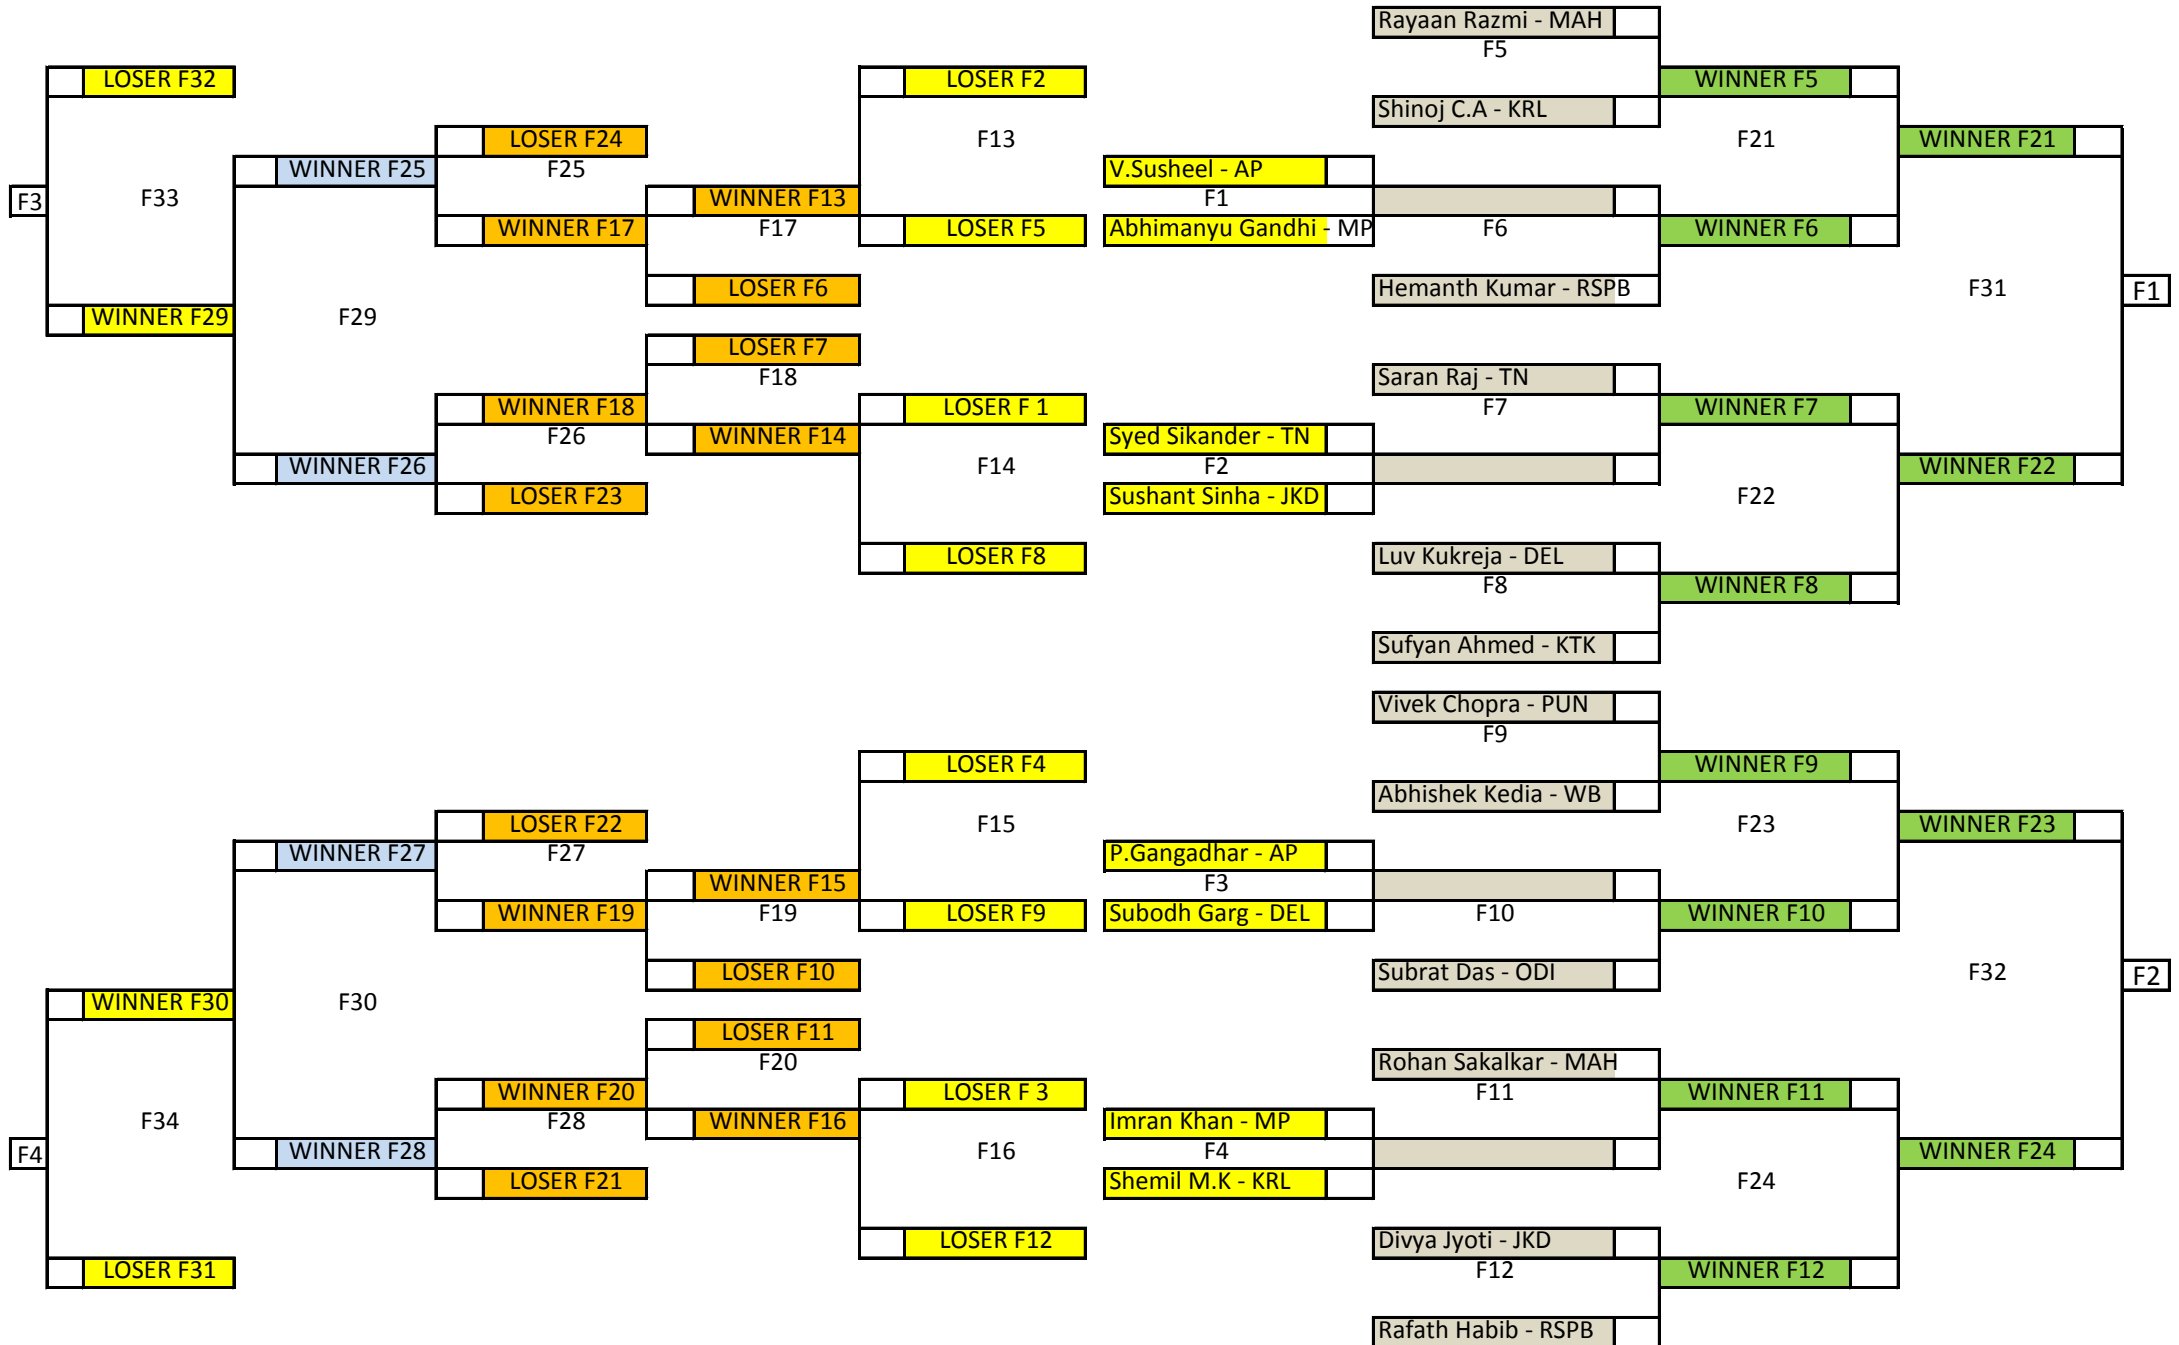 Rayaan Razmi - MAH
F5
LOSER F32
LOSER F2
WINNER F5
Shinoj C.A - KRL
LOSER F24
F13
F21
WINNER F21
WINNER F25
F25
V.Susheel - AP
F3
F33
WINNER F13
F1
WINNER F17
F17
LOSER F5
Abhimanyu Gandhi - MP
F6
WINNER F6
LOSER F6
Hemanth Kumar - RSPB
F31
F1
WINNER F29
F29
LOSER F7
F18
Saran Raj - TN
WINNER F18
LOSER F 1
F7
WINNER F7
F26
WINNER F14
Syed Sikander - TN
WINNER F26
F14
F2
WINNER F22
LOSER F23
Sushant Sinha - JKD
F22
LOSER F8
Luv Kukreja - DEL
F8
WINNER F8
Sufyan Ahmed - KTK
Vivek Chopra - PUN
F9
LOSER F4
WINNER F9
Abhishek Kedia - WB
LOSER F22
F15
F23
WINNER F23
WINNER F27
F27
P.Gangadhar - AP
WINNER F15
F3
WINNER F19
F19
LOSER F9
Subodh Garg - DEL
F10
WINNER F10
LOSER F10
Subrat Das - ODI
F32
F2
WINNER F30
F30
LOSER F11
F20
Rohan Sakalkar - MAH
WINNER F20
LOSER F 3
F11
WINNER F11
F34
F28
WINNER F16
Imran Khan - MP
F4
WINNER F28
F16
F4
WINNER F24
LOSER F21
Shemil M.K - KRL
F24
LOSER F12
Divya Jyoti - JKD
LOSER F31
F12
WINNER F12
Rafath Habib - RSPB